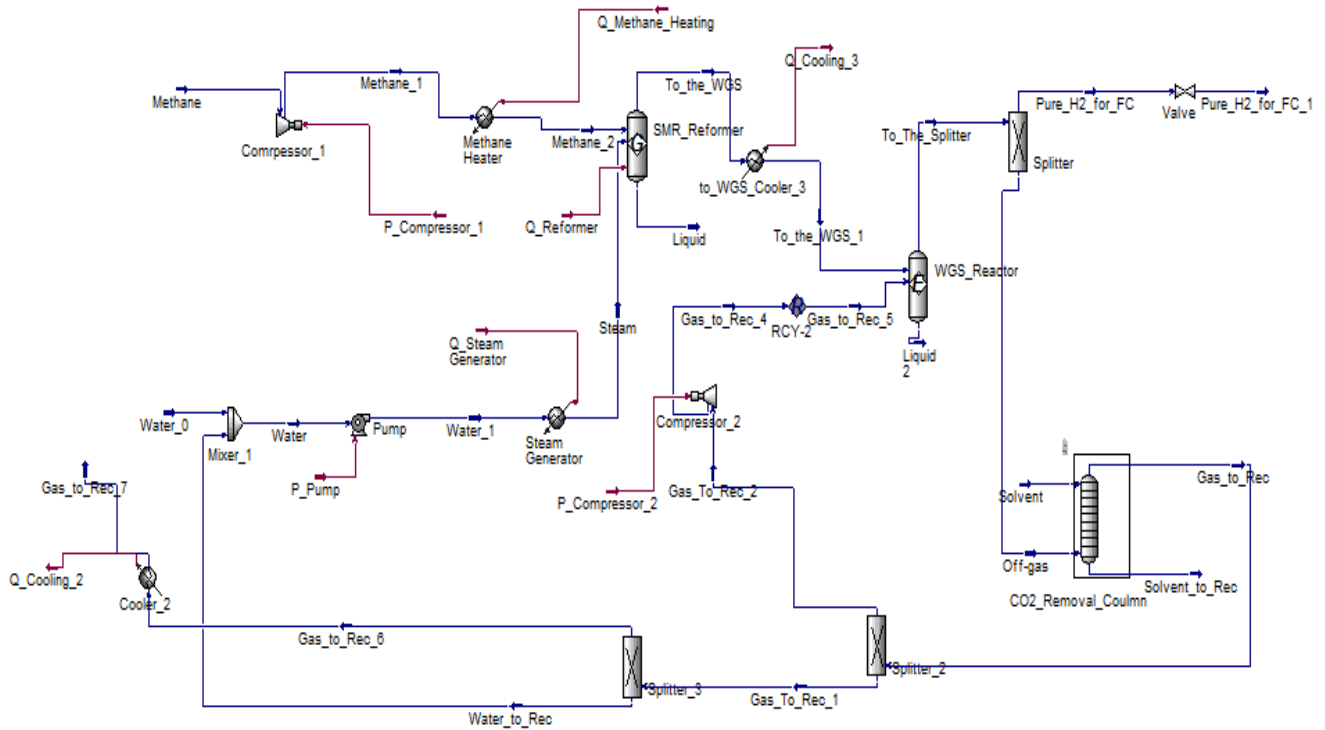 Q_Methane_Heating
Q_Cooling_3
Methane
Methane_1
To_the_WGS
Pure_H2_for_FC
Pure_H2_for_FC_1
Valve
Comrpessor_1
Methane
Heater
Methane_2
G
SMR_Reformer
To_The_Splitter
Splitter
to_WGS_Cooler_3
P_Compressor_1
Q_Reformer
Liquid
To_the_WGS_1
WGS_Reactor
E
Gas_to_Rec_4
R
RCY-2
Gas_to_Rec_5
Steam
Q_Steam
Generator
Liquid
2
Water_0
Mixer_1
Water
Pump
Water_1
Steam
Generator
Compressor_2
P_Pump
P_Compressor_2
Gas_To_Rec_2
Gas_to_Rec_7
Solvent
Gas_to_Rec
Off-gas
Solvent_to_Rec
CO2_Removal_Coulmn
Q_Cooling_2
Cooler_2
Gas_to_Rec_6
Splitter_3
Gas_To_Rec_1
Splitter_2
Water_to_Rec